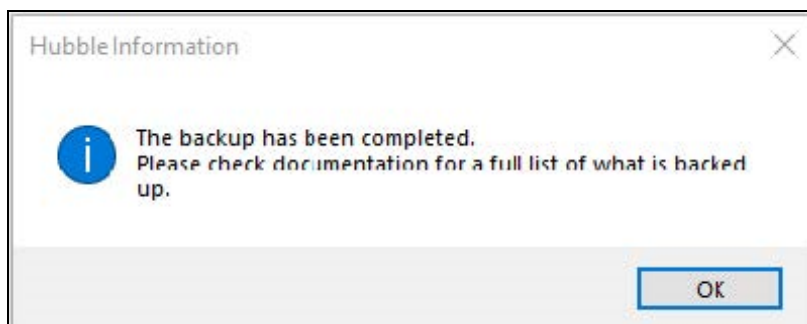 Hubble Information
The backup has been completed.
Please check documentation for a full list of what is backed
up.
OK